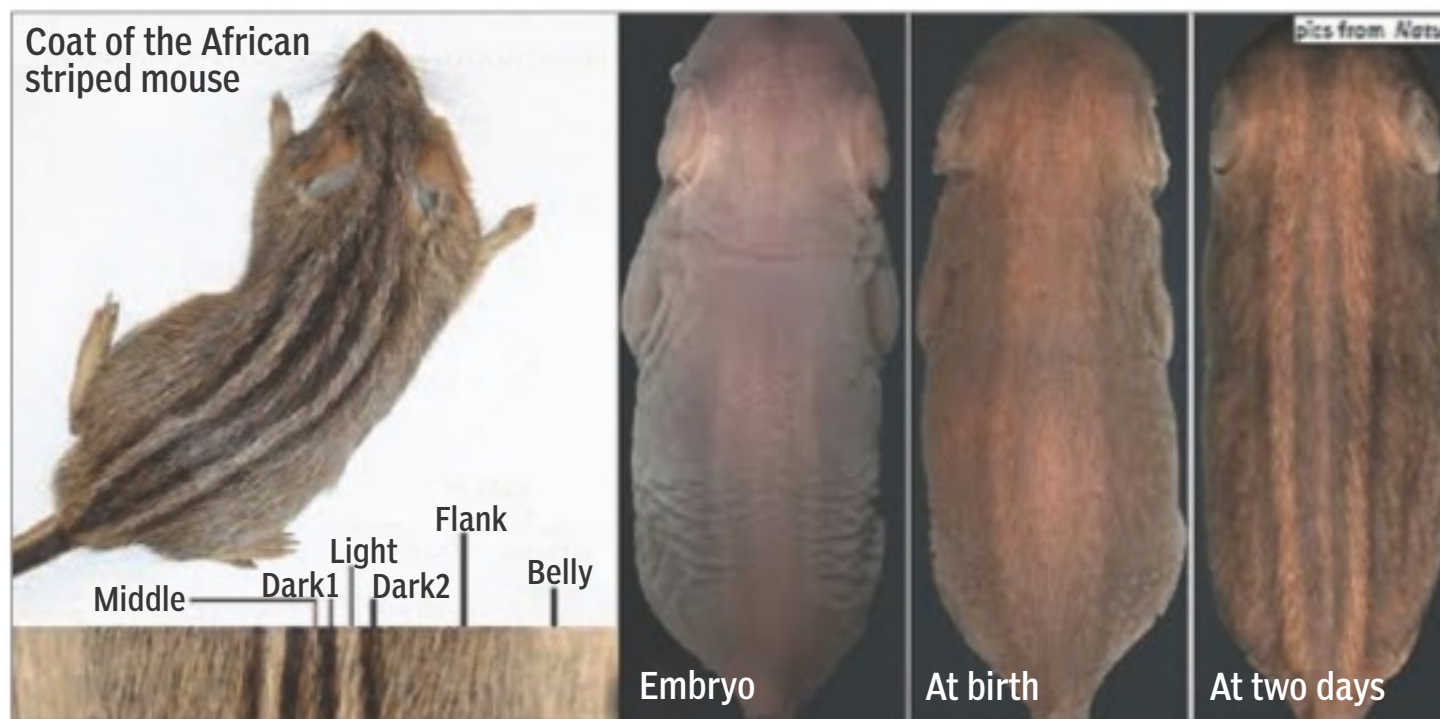 Coat of the African
striped mouse
pics from Natu
Flank
Light
Belly
Dark1
Dark2
Middle
Embryo
At birth
At two days